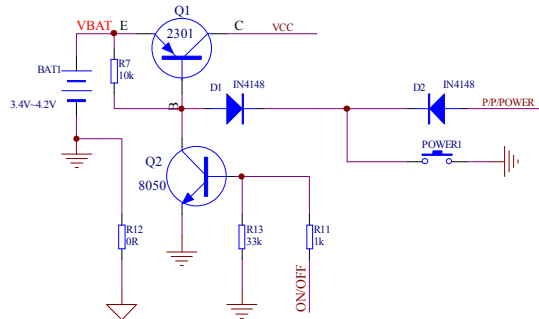 Q1
VBAT E
C
VCC
2301
R7
10k
BAT1
3.4V~4.2V
B
D1
IN4148
D2
IN4148
P/P/POWER
POWER1
Q2
8050
R12
0R
R13
33k
R11
1k
ON/OFF